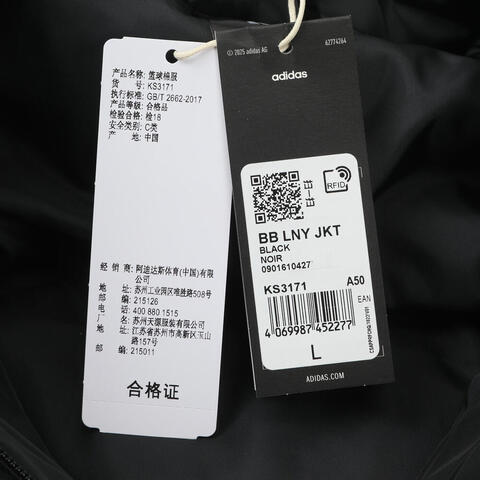 产品名称: 篮球棉服
货 号: KS3171
执行标准: GB/T 2662-2017
产品等级: 合格品
检验合格: 检18
安全类别: C类
产 地: 中国
经 销 商: 阿迪达斯体育(中国)有限
公司
地 址: 苏州工业园区唯胜路508号
邮 编: 215126
电 话: 400 880 1515
制 造 商: 苏州天源服装有限公司
地 址: 江苏省苏州市高新区玉山
路157号
邮 编: 215011
合格证
© 2025 adidas AG
62774264
adidas
RFID
BB LNY JKT
BLACK
NOIR
0901610427
KS3171 A50
EAN
4 069987 452277
L
ADIDAS.COM